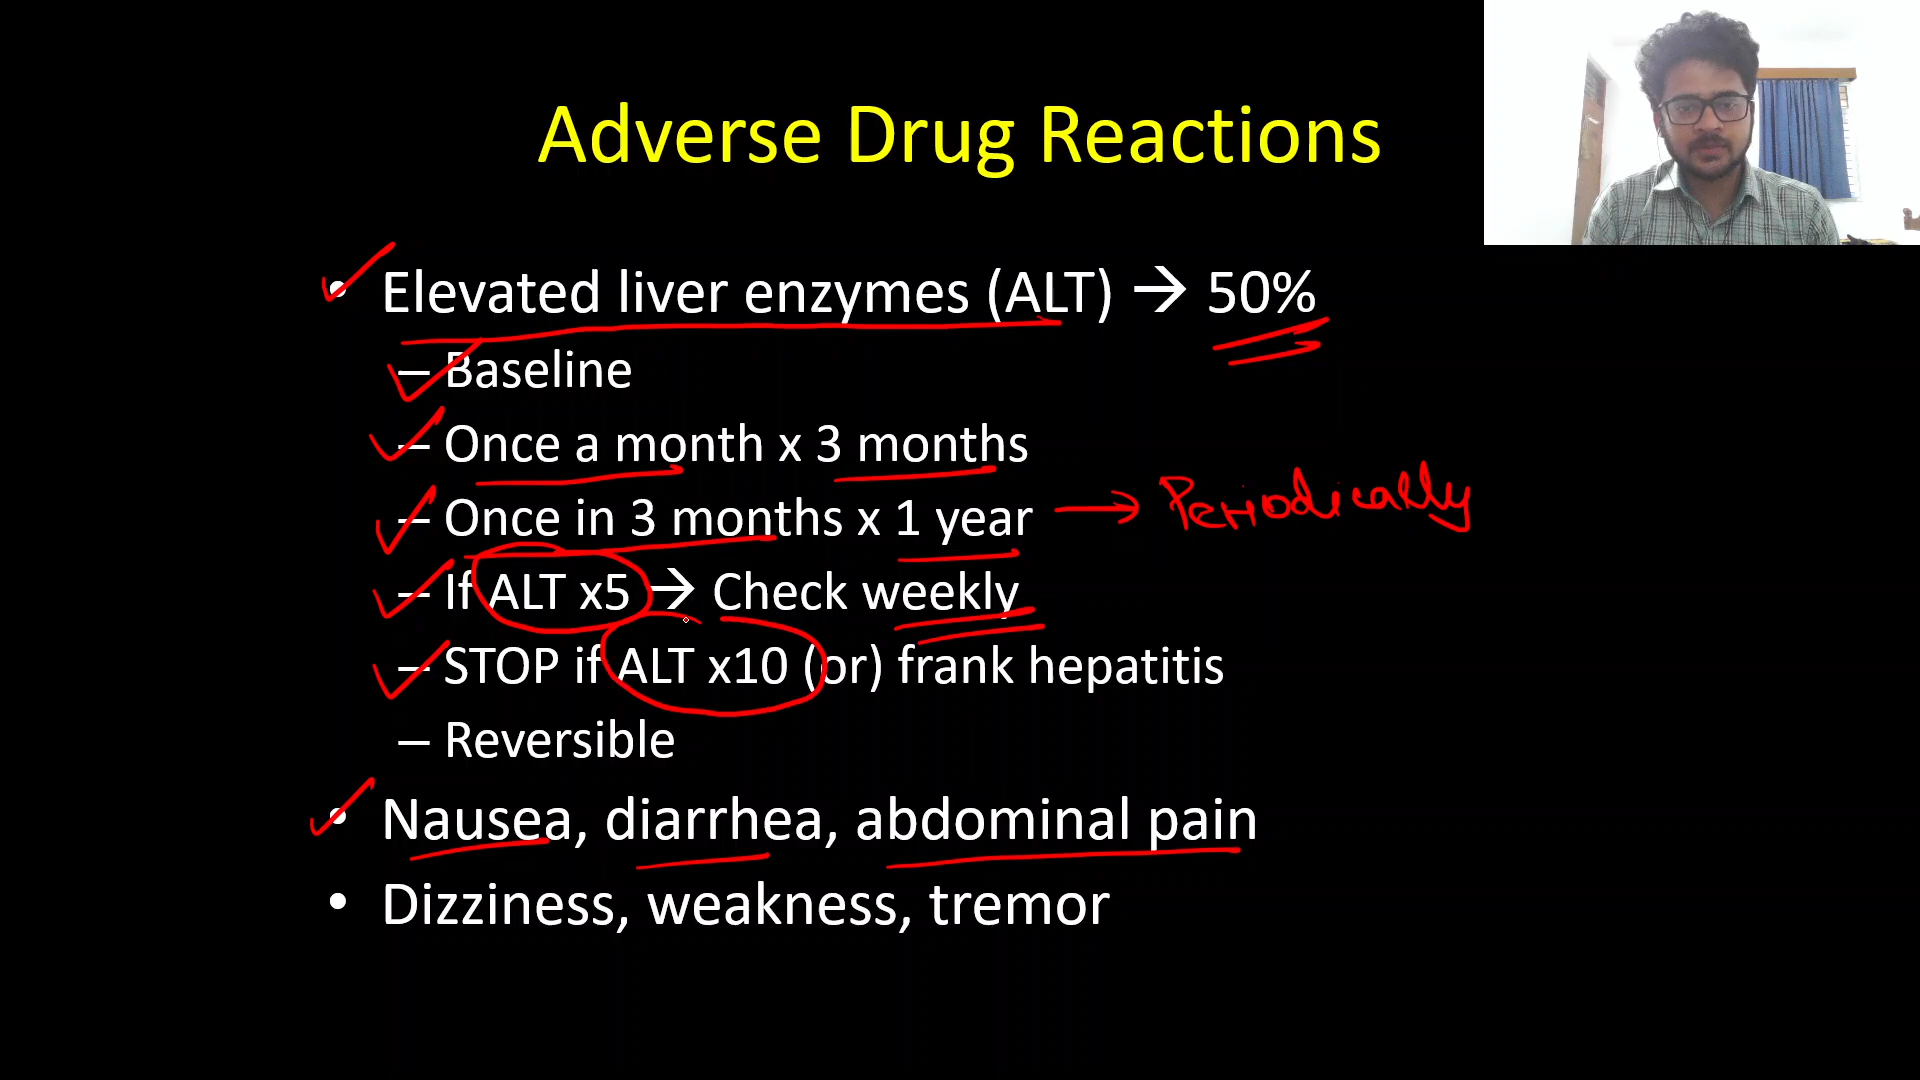 Adverse Drug Reactions
• Elevated liver enzymes (ALT) → 50%
– Baseline
– Once a month x 3 months
– Once in 3 months x 1 year → Periodically
– If ALT x5 → Check weekly
– STOP if ALT x10 (or) frank hepatitis
– Reversible
• Nausea, diarrhea, abdominal pain
• Dizziness, weakness, tremor